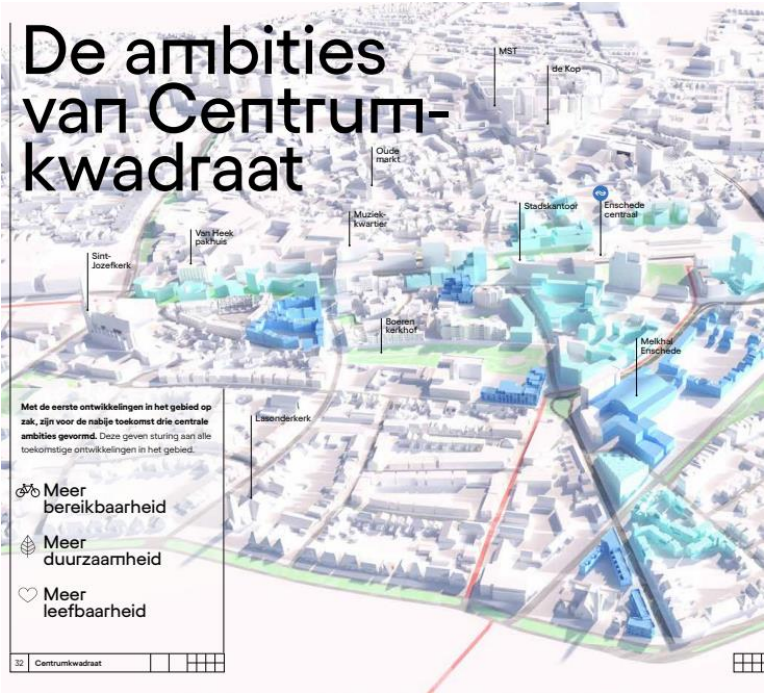 De ambities
van Centrum-
kwadraat
MST
de Kop
Oude
markt
Stadskantoor
Enschede
centraal
Muziek-
kwartier
Van Heek
pakhuis
Sint-
Jozefkerk
Boeren
kerkhof
Melkhal
Enschede
Lasonderkerk
Met de eerste ontwikkelingen in het gebied op
zak, zijn voor de nabije toekomst drie centrale
ambities gevormd. Deze geven sturing aan alle
toekomstige ontwikkelingen in het gebied.
Meer
bereikbaarheid
Meer
duurzaamheid
Meer
leefbaarheid
32 Centrumkwadraat